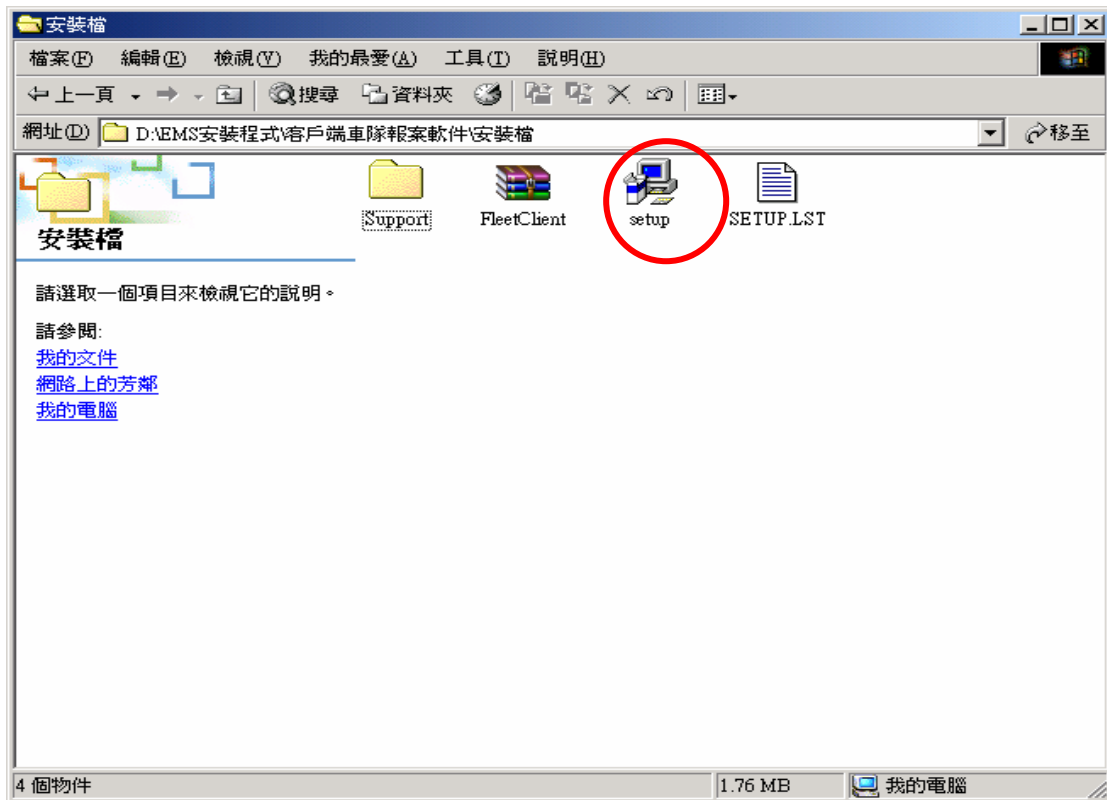 安裝檔
檔案(F) 編輯(E) 檢視(V) 我的最愛(A) 工具(T) 說明(H)
上一頁 搜尋 資料夾
網址(D) D:\EMS安裝程式\客戶端車隊報案軟件\安裝檔 移至
Support FleetClient setup SETUP.LST
安裝檔
請選取一個項目來檢視它的說明。
請參閱:
我的文件
網路上的芳鄰
我的電腦
4 個物件 1.76 MB 我的電腦